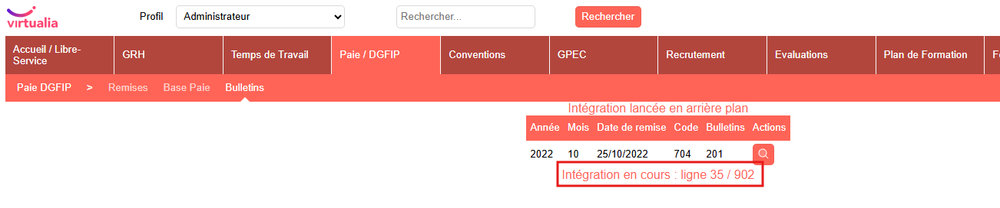 virtualia
Profil
Administrateur
Rechercher...
Rechercher
Accueil / Libre-
Service
GRH
Temps de Travail
Paie / DGFIP
Conventions
GPEC
Recrutement
Evaluations
Plan de Formation
Paie DGFIP > Remises Base Paie Bulletins
Intégration lancée en arrière plan
Année Mois Date de remise Code Bulletins Actions
2022 10 25/10/2022 704 201
Intégration en cours : ligne 35 / 902